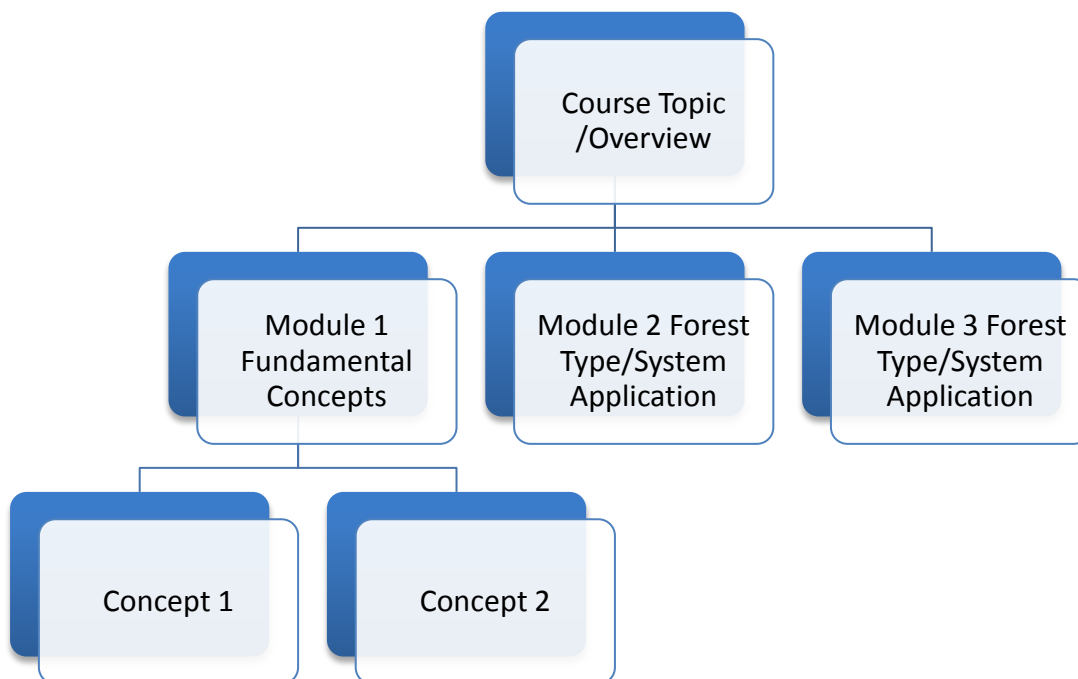 Course Topic
/Overview
Module 1
Fundamental
Concepts
Module 2 Forest
Type/System
Application
Module 3 Forest
Type/System
Application
Concept 1
Concept 2